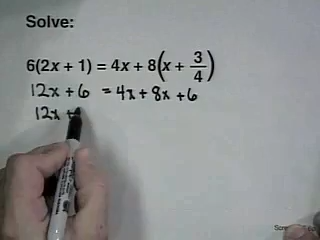 Solve:
6(2x + 1) = 4x + 8(x + 3/4)
12x + 6 = 4x + 8x + 6
12x +